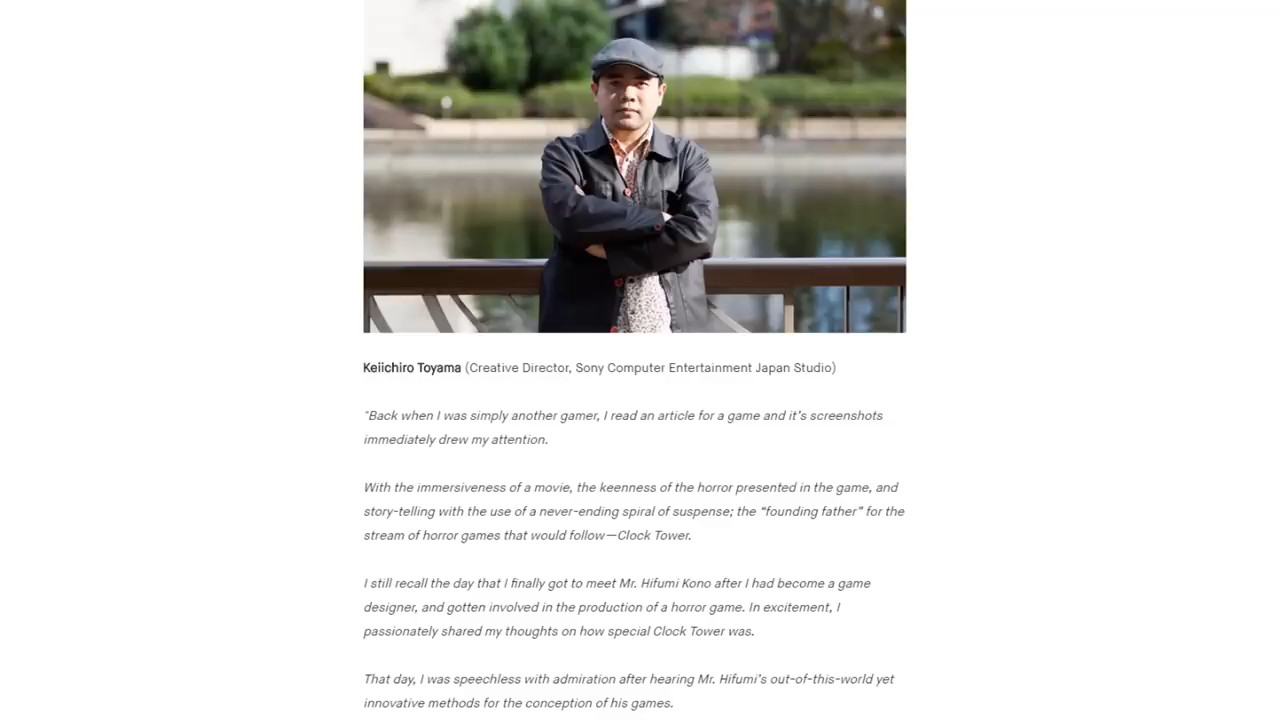 Keiichiro Toyama (Creative Director, Sony Computer Entertainment Japan Studio)
"Back when I was simply another gamer, I read an article for a game and it's screenshots
immediately drew my attention.
With the immersiveness of a movie, the keenness of the horror presented in the game, and
story-telling with the use of a never-ending spiral of suspense; the “founding father” for the
stream of horror games that would follow—Clock Tower.
I still recall the day that I finally got to meet Mr. Hifumi Kono after I had become a game
designer, and gotten involved in the production of a horror game. In excitement, I
passionately shared my thoughts on how special Clock Tower was.
That day, I was speechless with admiration after hearing Mr. Hifumi's out-of-this-world yet
innovative methods for the conception of his games.